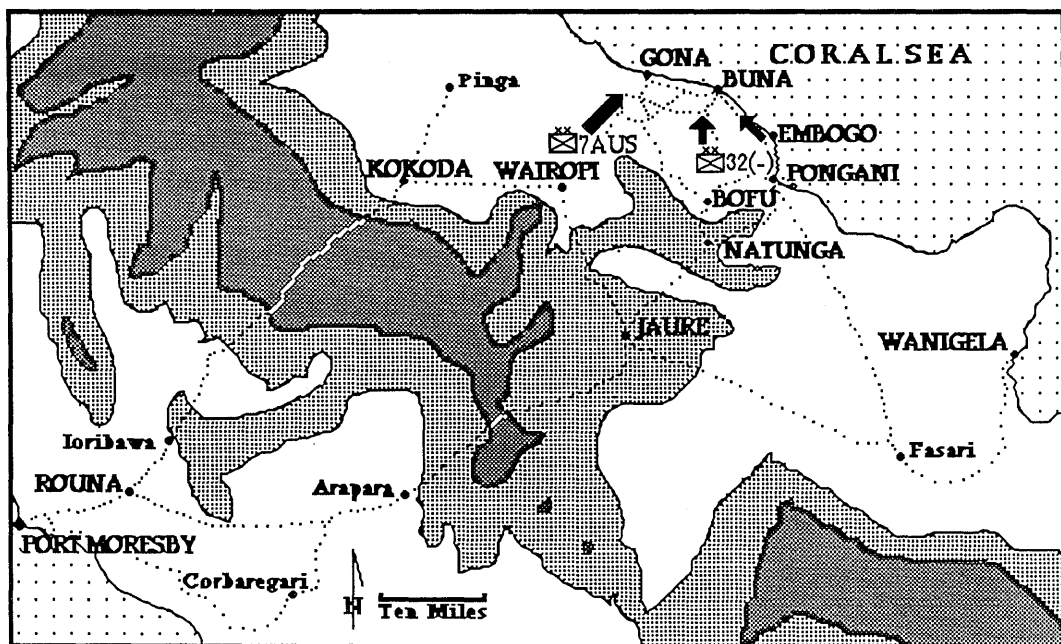 CORAL SEA
GONA
BUNA
Pinga
EMBOGO
7AUS
32(-)
KOKODA
WAIROPI
PONGANI
BOFU
NATUNGA
JAURE
WANIGELA
Ioribawa
Fasari
ROUNA
Arapara
PORT MORESBY
Corbaregari
N
Ten Miles